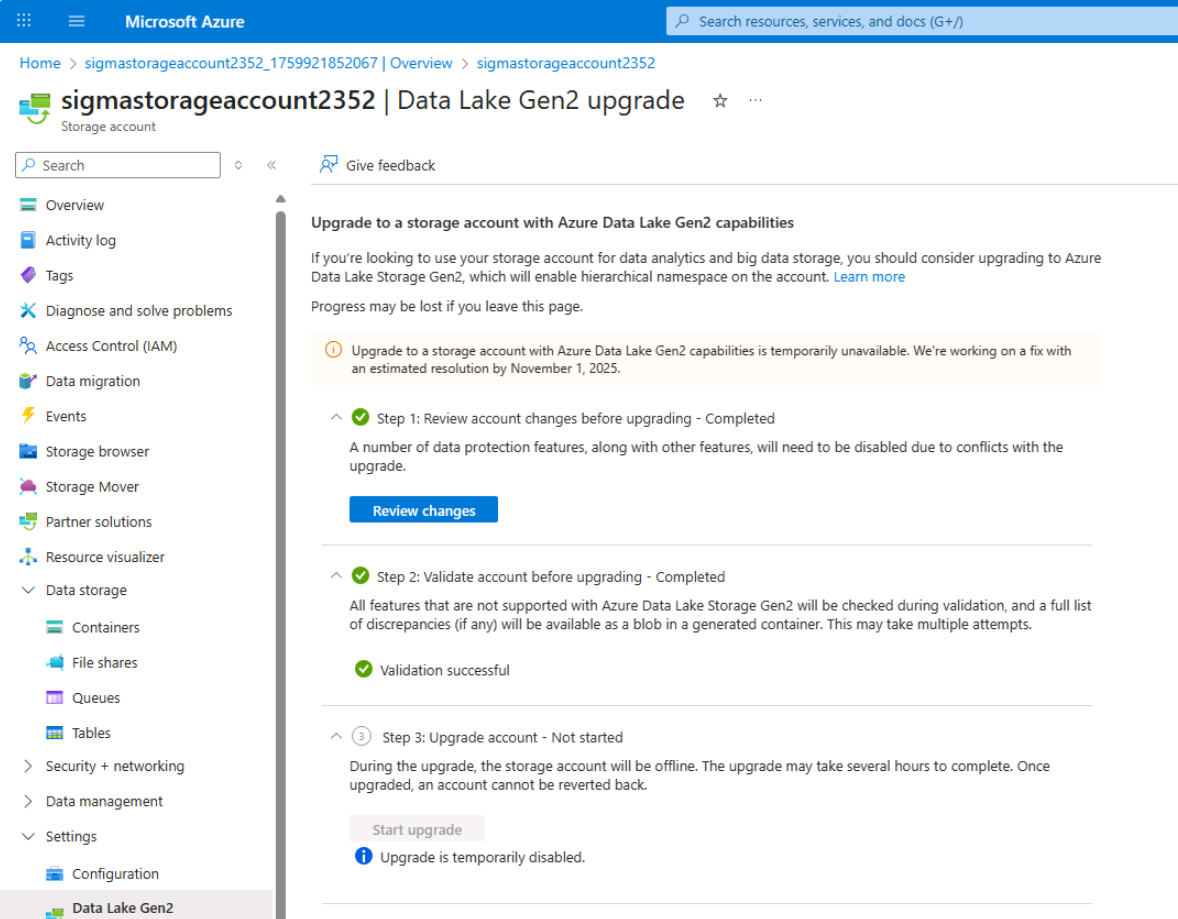 Microsoft Azure
Search resources, services, and docs (G+/)
Home > sigmastorageaccount2352_1759921852067 | Overview > sigmastorageaccount2352
sigmastorageaccount2352 | Data Lake Gen2 upgrade
Storage account
Search
Give feedback
Overview
Activity log
Tags
Diagnose and solve problems
Access Control (IAM)
Data migration
Events
Storage browser
Storage Mover
Partner solutions
Resource visualizer
Data storage
Containers
File shares
Queues
Tables
Security + networking
Data management
Settings
Configuration
Data Lake Gen2
Upgrade to a storage account with Azure Data Lake Gen2 capabilities
If you're looking to use your storage account for data analytics and big data storage, you should consider upgrading to Azure
Data Lake Storage Gen2, which will enable hierarchical namespace on the account. Learn more
Progress may be lost if you leave this page.
Upgrade to a storage account with Azure Data Lake Gen2 capabilities is temporarily unavailable. We're working on a fix with
an estimated resolution by November 1, 2025.
Step 1: Review account changes before upgrading - Completed
A number of data protection features, along with other features, will need to be disabled due to conflicts with the
upgrade.
Review changes
Step 2: Validate account before upgrading - Completed
All features that are not supported with Azure Data Lake Storage Gen2 will be checked during validation, and a full list
of discrepancies (if any) will be available as a blob in a generated container. This may take multiple attempts.
Validation successful
3 Step 3: Upgrade account - Not started
During the upgrade, the storage account will be offline. The upgrade may take several hours to complete. Once
upgraded, an account cannot be reverted back.
Start upgrade
Upgrade is temporarily disabled.